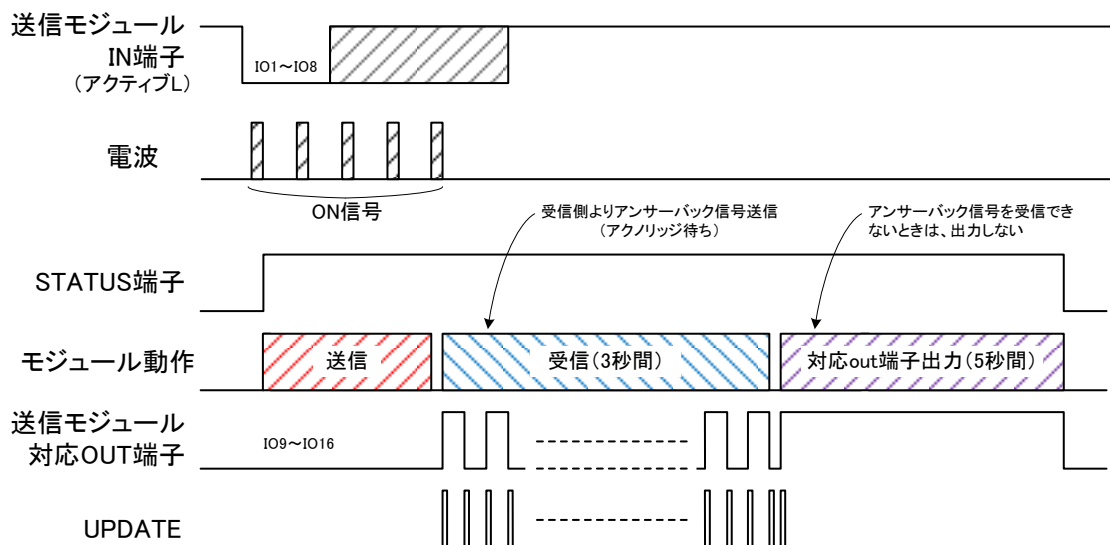 送信モジュール
IN端子
(アクティブL)
IO1~IO8
電波
ON信号
受信側よりアンサーバック信号送信
(アクノリッジ待ち)
アンサーバック信号を受信でき
ないときは、出力しない
STATUS端子
モジュール動作
送信
受信(3秒間)
対応out端子出力(5秒間)
送信モジュール
対応OUT端子
IO9~IO16
UPDATE